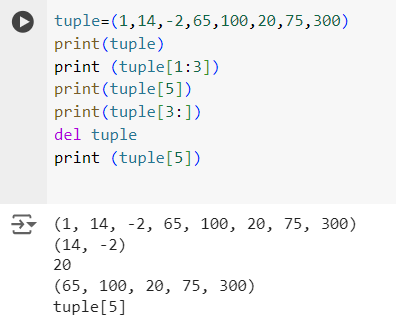 tuple=(1,14,-2,65,100,20,75,300)
print(tuple)
print (tuple[1:3])
print(tuple[5])
print(tuple[3:])
del tuple
print (tuple[5])
(1, 14, -2, 65, 100, 20, 75, 300)
(14, -2)
20
(65, 100, 20, 75, 300)
tuple[5]